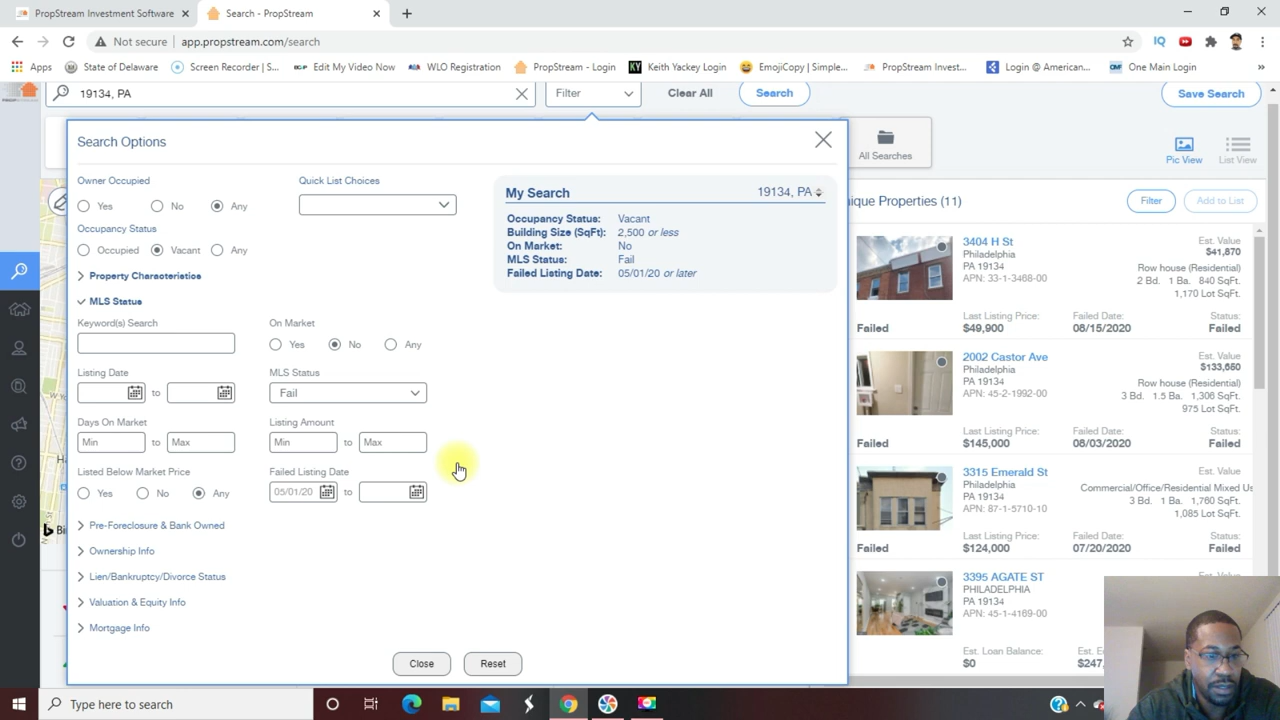 PropStream Investment Software
Search - PropStream
Not secure
app.propstream.com/search
Apps
State of Delaware
Screen Recorder | S...
Edit My Video Now
WLO Registration
PropStream - Login
KY
Keith Yackey Login
EmojiCopy | Simple...
PropStream Invest...
Login @ American...
OMF
One Main Login
»
19134, PA
Filter
Clear All
Search
Save Search
All Searches
Pic View
List View
Search Options
Owner Occupied
Yes
No
Any
Quick List Choices
Occupancy Status
Occupied
Vacant
Any
Property Characteristics
MLS Status
Keyword(s) Search
On Market
Yes
No
Any
Listing Date
to
MLS Status
Fail
Days On Market
Min
to
Max
Listing Amount
Min
to
Max
Listed Below Market Price
Yes
No
Any
Failed Listing Date
05/01/20
to
Pre-Foreclosure & Bank Owned
Ownership Info
Lien/Bankruptcy/Divorce Status
Valuation & Equity Info
Mortgage Info
Close
Reset
My Search
19134, PA
Occupancy Status: Vacant
Building Size (SqFt): 2,500 or less
On Market: No
MLS Status: Fail
Failed Listing Date: 05/01/20 or later
nique Properties (11)
Filter
Add to List
3404 H St
Philadelphia
PA 19134
APN: 33-1-3468-00
Est. Value
$41,870
Row house (Residential)
2 Bd. 1 Ba. 840 SqFt.
1,170 Lot SqFt.
Failed
Last Listing Price:
$49,900
Failed Date:
08/15/2020
Status:
Failed
2002 Castor Ave
Philadelphia
PA 19134
APN: 45-2-1992-00
Est. Value
$133,650
Row house (Residential)
3 Bd. 1.5 Ba. 1,306 SqFt.
975 Lot SqFt.
Failed
Last Listing Price:
$145,000
Failed Date:
08/03/2020
Status:
Failed
3315 Emerald St
Philadelphia
PA 19134
APN: 87-1-5710-10
Est. Value
Commercial/Office/Residential Mixed Us
3 Bd. 1 Ba. 1,760 SqFt.
1,085 Lot SqFt.
Failed
Last Listing Price:
$124,000
Failed Date:
07/20/2020
Status:
Failed
3395 AGATE ST
PHILADELPHIA
PA 19134
APN: 45-1-4169-00
Est. Loan Balance:
$0
$247,
Type here to search